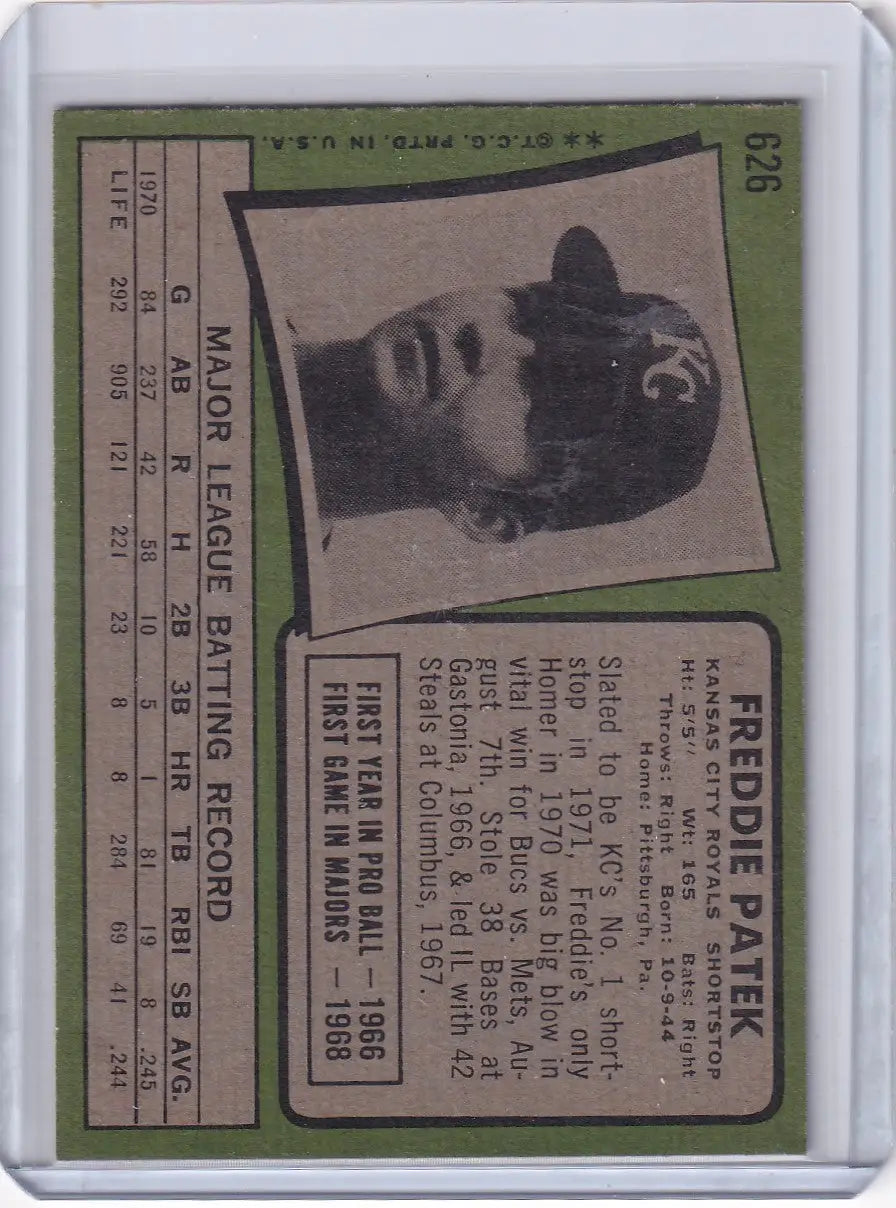 626
**©T.C.G. PRTD. IN U.S.A.
KC
FREDDIE PATEK
KANSAS CITY ROYALS SHORTSTOP
Ht: 5'5" Wt: 165 Bats: Right
Throws: Right Born: 10-9-44
Home: Pittsburgh, Pa.
Slated to be KC's No. 1 short-
stop in 1971, Freddie's only
Homer in 1970 was big blow in
vital win for Bucs vs. Mets, Au-
gust 7th. Stole 38 Bases at
Gastonia, 1966, & led IL with 42
Steals at Columbus, 1967.
FIRST YEAR IN PRO BALL — 1966
FIRST GAME IN MAJORS — 1968
MAJOR LEAGUE BATTING RECORD
G AB R H 2B 3B HR TB RBI SB AVG.
1970 84 237 42 58 10 5 1 81 19 8 .245
LIFE 292 905 121 221 23 8 8 284 69 41 .244